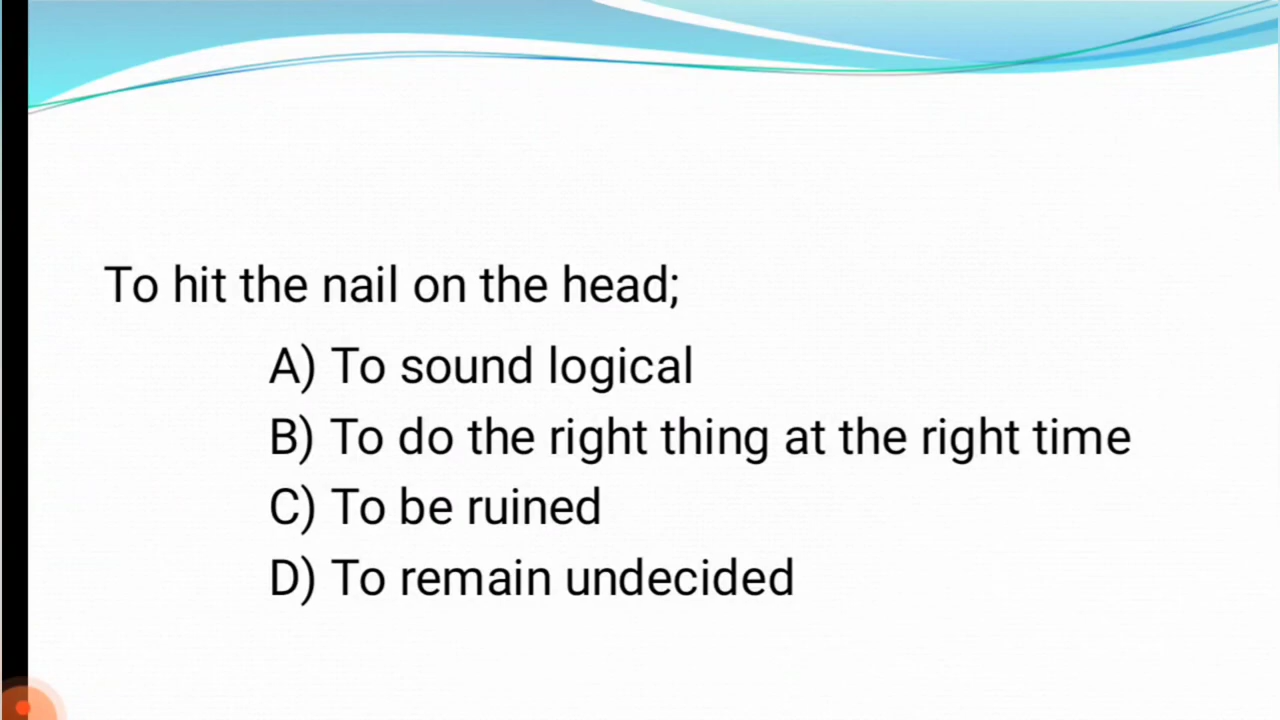 To hit the nail on the head;
A) To sound logical
B) To do the right thing at the right time
C) To be ruined
D) To remain undecided